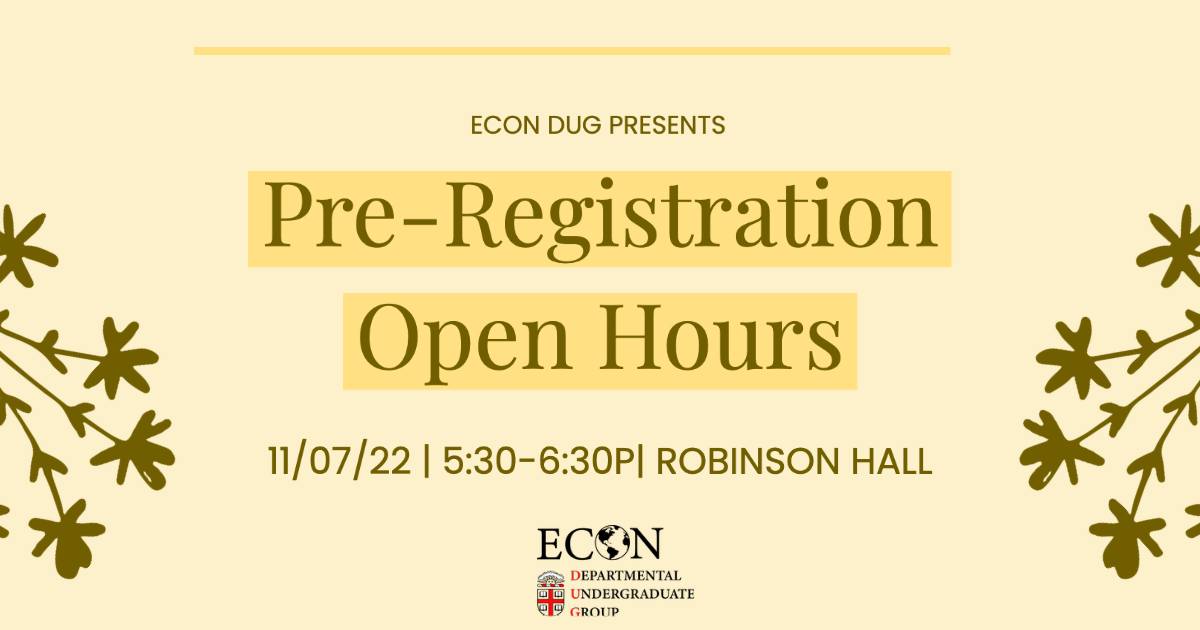 ECON DUG PRESENTS
Pre-Registration
Open Hours
11/07/22 | 5:30-6:30P| ROBINSON HALL
ECON
DEPARTMENTAL
UNDERGRADUATE
GROUP